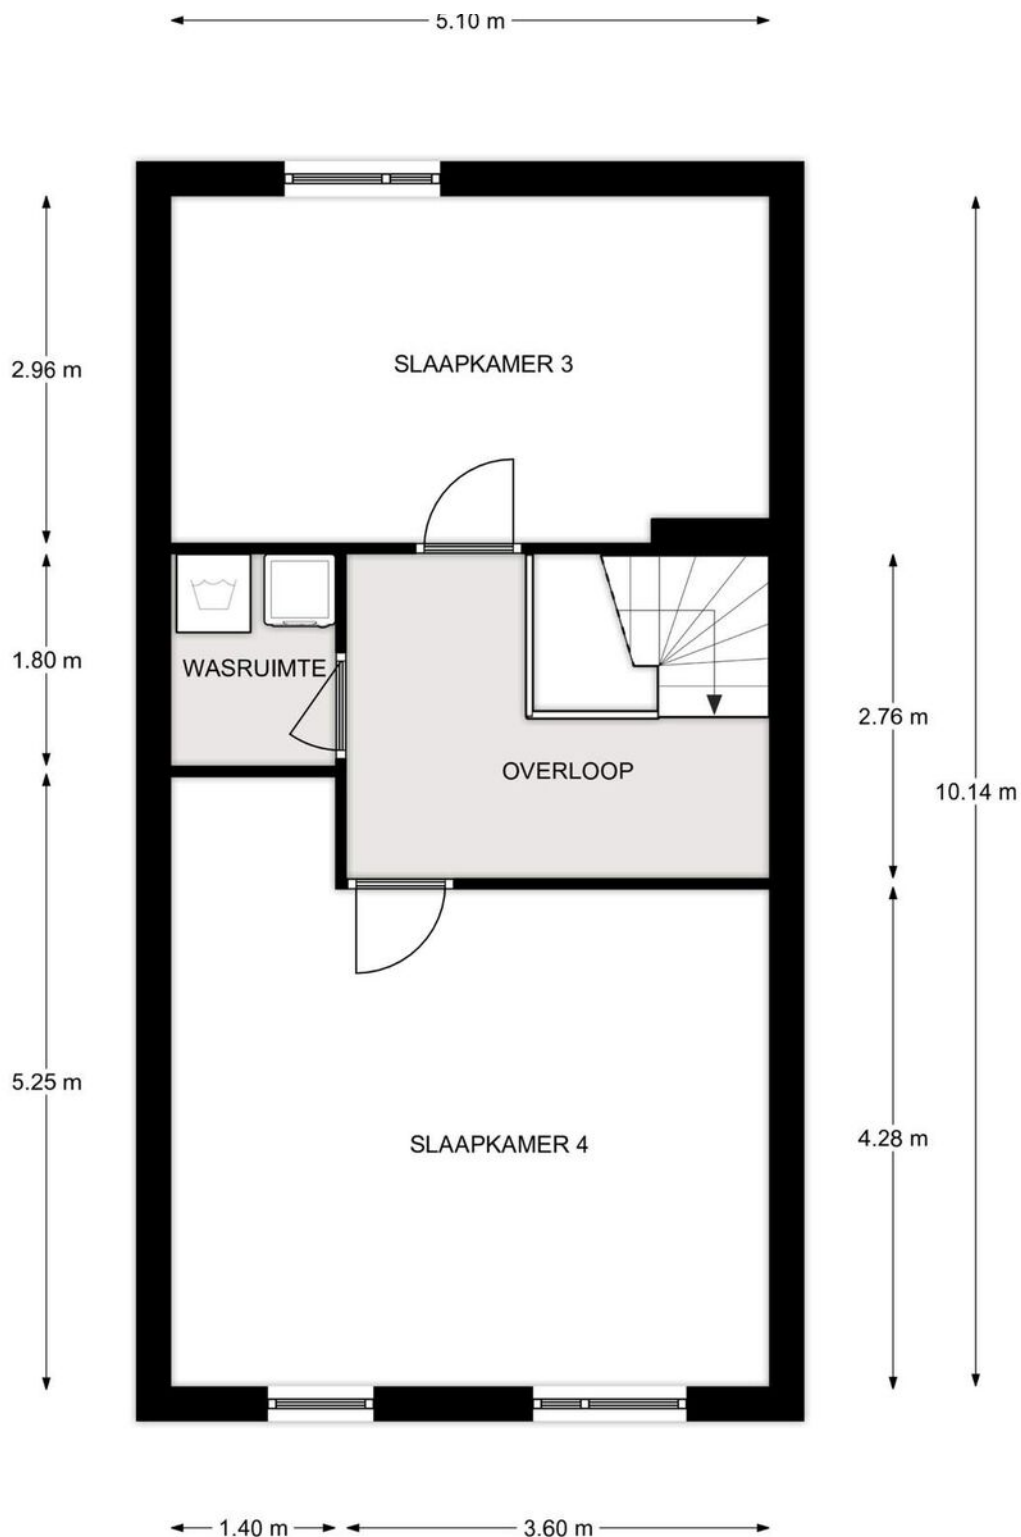 5.10 m
SLAAPKAMER 3
2.96 m
WASRUIMTE
1.80 m
2.76 m
OVERLOOP
10.14 m
5.25 m
4.28 m
SLAAPKAMER 4
1.40 m
3.60 m